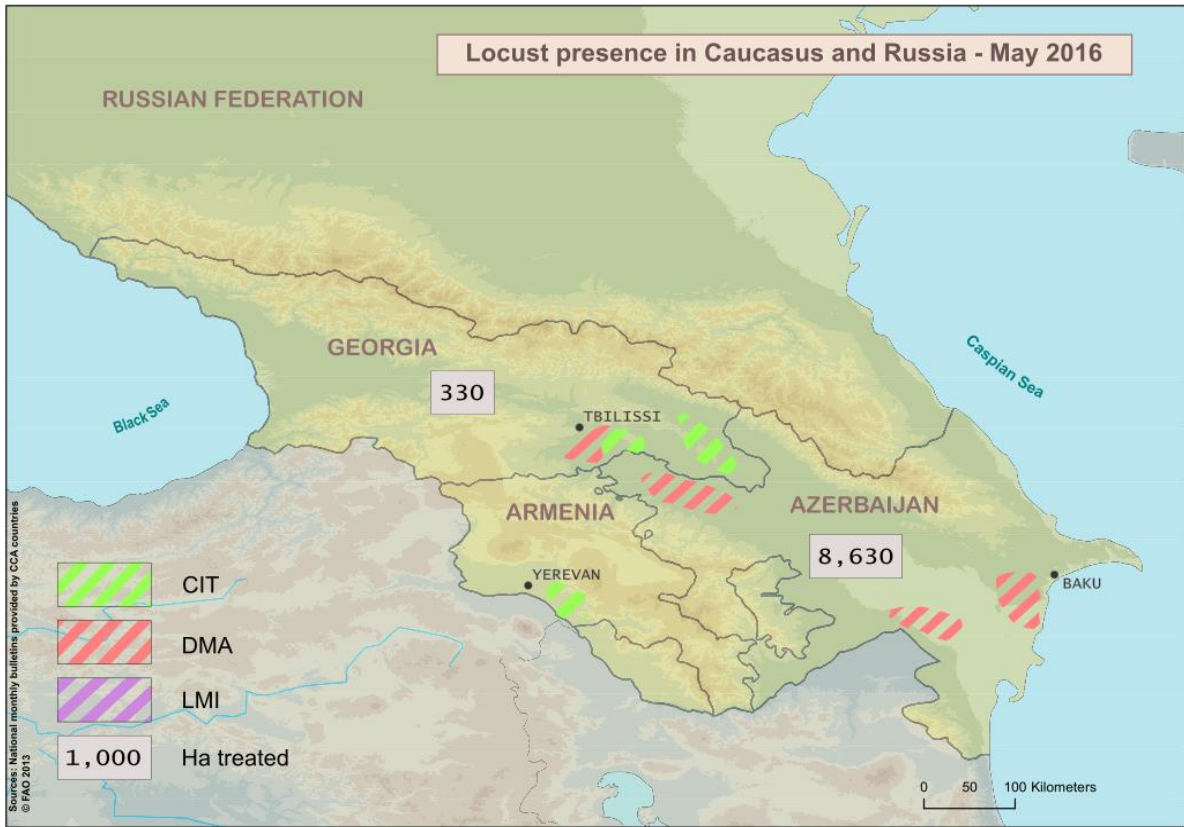 Locust presence in Caucasus and Russia - May 2016
RUSSIAN FEDERATION
GEORGIA
330
Black Sea
Caspian Sea
TBILISSI
ARMENIA
AZERBAIJAN
8,630
YEREVAN
BAKU
CIT
DMA
LMI
1,000
Ha treated
0 50 100 Kilometers
Sources: National monthly bulletins provided by CCA countries
© FAO 2013